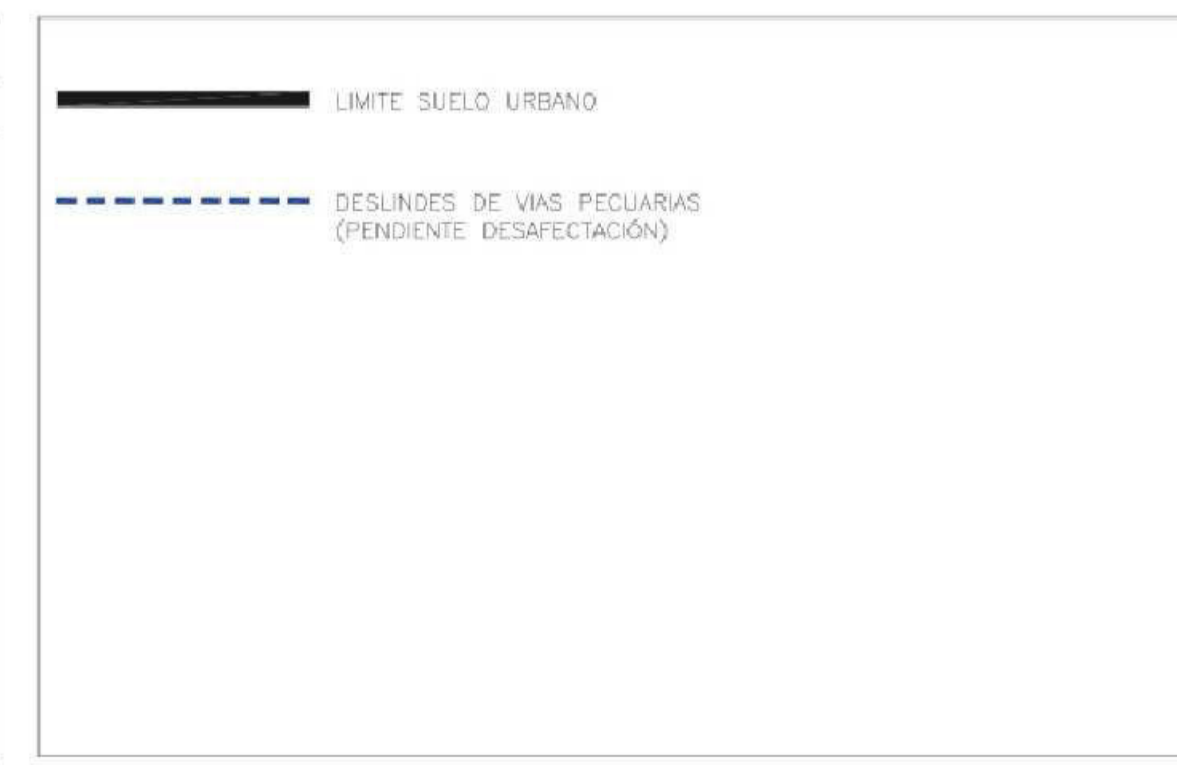 LIMITE SUELO URBANO
DESLINDES DE VIAS PECUARIAS
(PENDIENTE DESAFECTACIÓN)